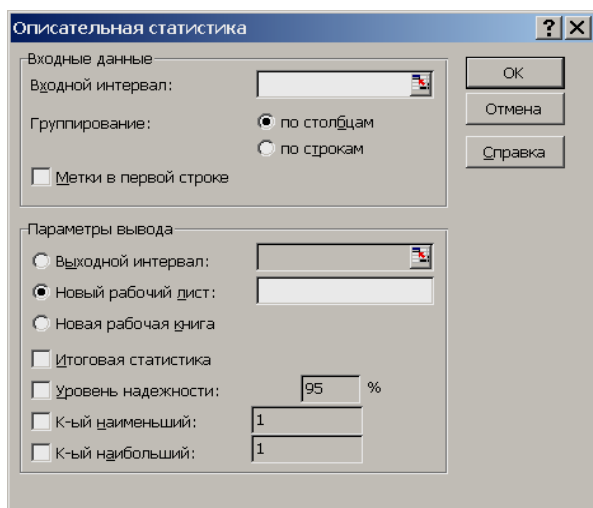 Описательная статистика
Входные данные
Входной интервал:
Группирование:
по столбцам
по строкам
Метки в первой строке
OK
Отмена
Справка
Параметры вывода
Выходной интервал:
Новый рабочий лист:
Новая рабочая книга
Итоговая статистика
Уровень надежности: 95 %
К-ый наименьший: 1
К-ый наибольший: 1